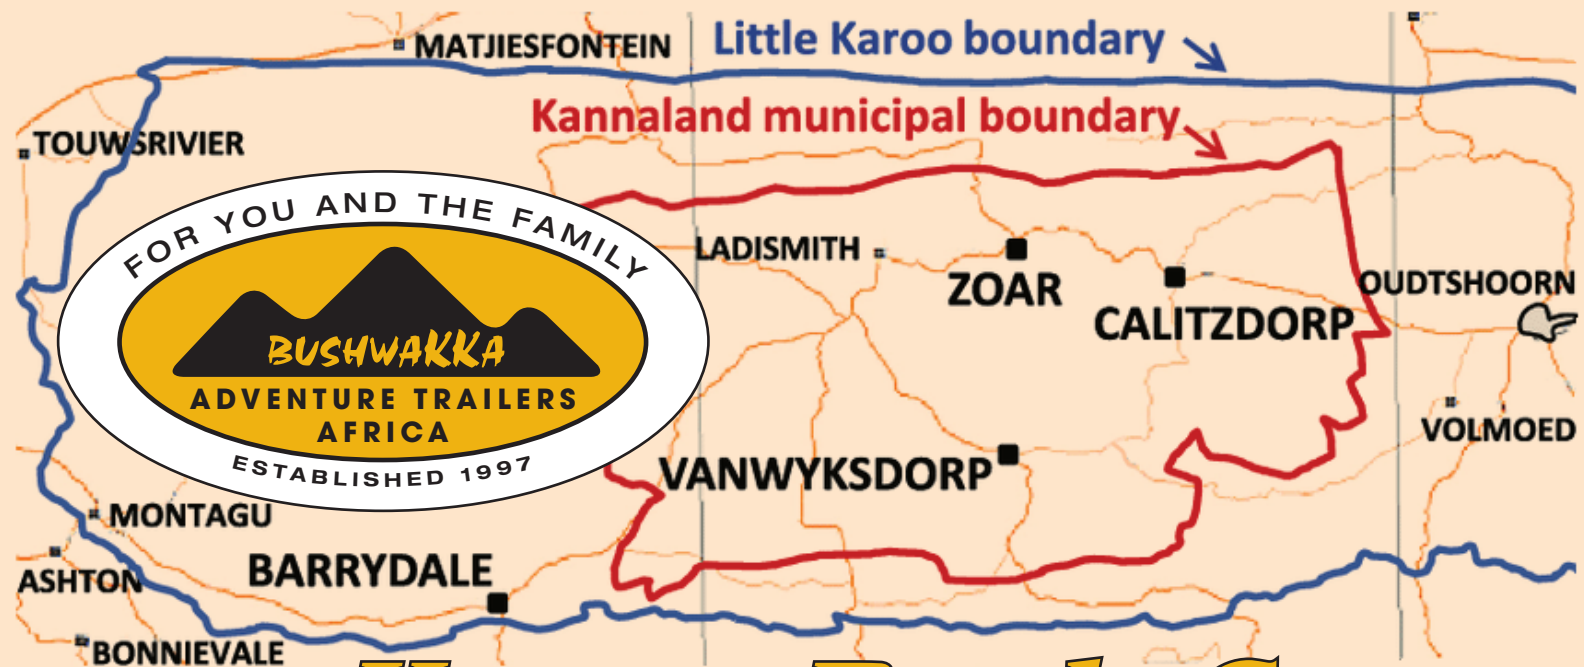 MATJIESFONTEIN
Little Karoo boundary
Kannaland municipal boundary
TOUWSRIVIER
FOR YOU AND THE FAMILY
BUSHWAKKA
ADVENTURE TRAILERS
AFRICA
ESTABLISHED 1997
LADISMITH
ZOAR
CALITZDORP
OUDTSHOORN
VOLMOED
VANWYKSDORP
MONTAGU
BARRYDALE
ASHTON
BONNIEVALE